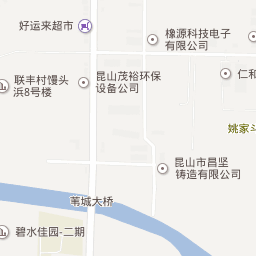 好运来超市
橡源科技电子
有限公司
联丰村馒头
浜8号楼
昆山茂裕环保
设备公司
仁和
姚家斗
昆山市昌坚
铸造有限公司
苇城大桥
碧水佳园-二期